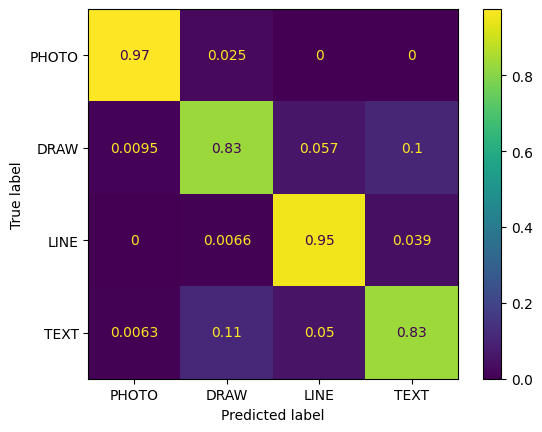 PHOTO 0.97 0.025 0 0
0.8
DRAW 0.0095 0.83 0.057 0.1
0.6
True label
0.4
LINE 0 0.0066 0.95 0.039
0.2
TEXT 0.0063 0.11 0.05 0.83
0.0
PHOTO DRAW LINE TEXT
Predicted label